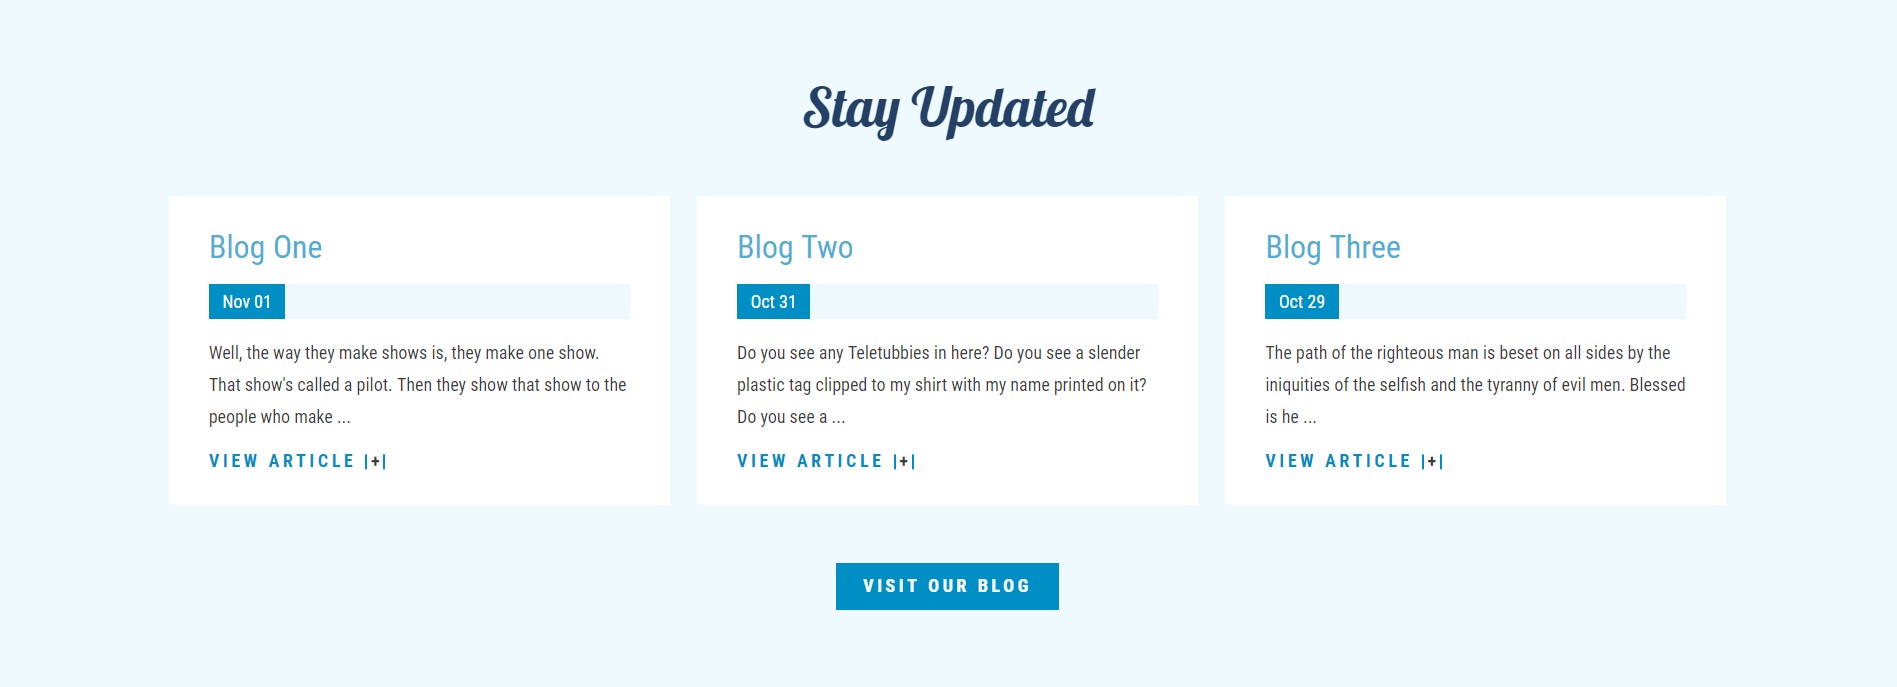 Stay Updated
Blog One
Nov 01
Well, the way they make shows is, they make one show.
That show's called a pilot. Then they show that show to the
people who make ...
VIEW ARTICLE |+|
Blog Two
Oct 31
Do you see any Teletubbies in here? Do you see a slender
plastic tag clipped to my shirt with my name printed on it?
Do you see a ...
VIEW ARTICLE |+|
Blog Three
Oct 29
The path of the righteous man is beset on all sides by the
iniquities of the selfish and the tyranny of evil men. Blessed
is he ...
VIEW ARTICLE |+|
VISIT OUR BLOG